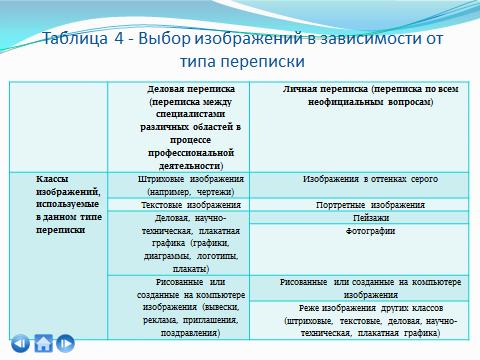 Таблица 4 - Выбор изображений в зависимости от
типа переписки
Деловая переписка
(переписка между
специалистами
различных областей в
процессе
профессиональной
деятельности)
Личная переписка (переписка по всем
неофициальным вопросам)
Классы
изображений,
используемые
в данном типе
переписки
Штриховые изображения
(например, чертежи)
Изображения в оттенках серого
Текстовые изображения
Портретные изображения
Деловая, научно-
техническая, плакатная
графика (графики,
диаграммы, логотипы,
плакаты)
Пейзажи
Фотографии
Рисованные или
созданные на компьютере
изображения (вывески,
реклама, приглашения,
поздравления)
Рисованные или созданные на компьютере
изображения
Реже изображения других классов
(штриховые, текстовые, деловая, научно-
техническая, плакатная графика)